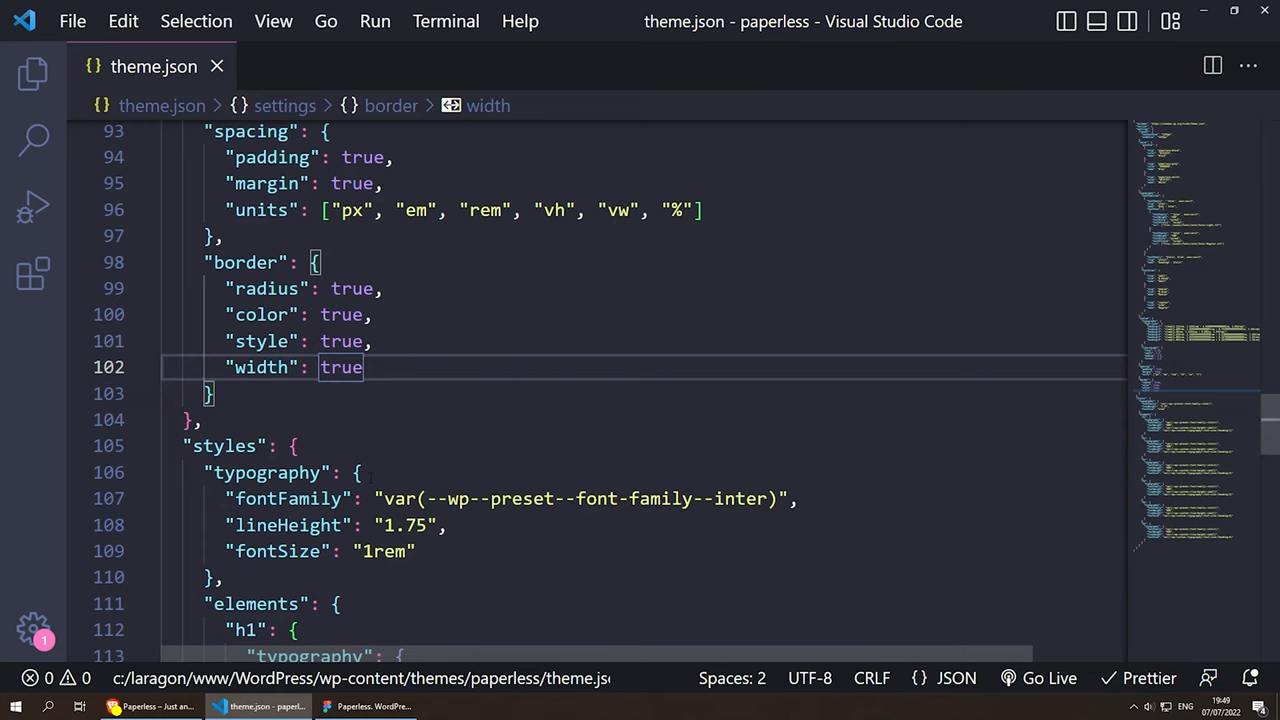 File Edit Selection View Go Run Terminal Help theme.json - paperless - Visual Studio Code
{} theme.json
{} theme.json > {} settings > {} border > width
93 "spacing": {
94 "padding": true,
95 "margin": true,
96 "units": ["px", "em", "rem", "vh", "vw", "%"]
97 },
98 "border": {
99 "radius": true,
100 "color": true,
101 "style": true,
102 "width": true
103 }
104 },
105 "styles": {
106 "typography": {
107 "fontFamily": "var(--wp--preset--font-family--inter)",
108 "lineHeight": "1.75",
109 "fontSize": "1rem"
110 },
111 "elements": {
112 "h1": {
113 "typography": {
1
0 0 c:/laragon/www/WordPress/wp-content/themes/paperless/theme.jso Spaces: 2 UTF-8 CRLF {} JSON Go Live Prettier
Paperless – Just an... theme.json - paperl... Paperless. WordPre... ENG 19:49
07/07/2022
4